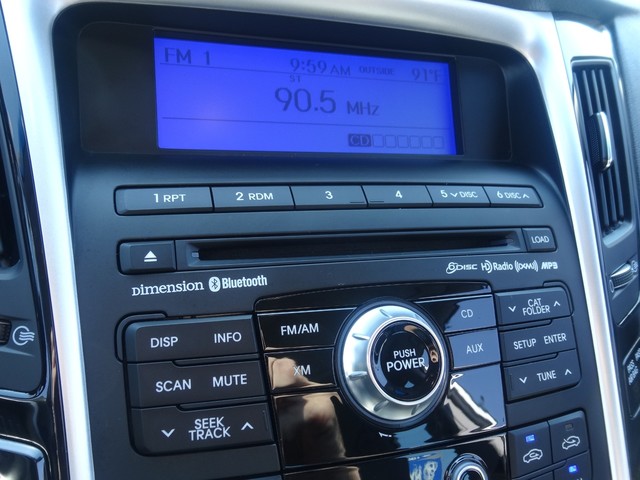 FM 1 9:59 AM OUTSIDE 91°F
ST
90.5 MHz
CD
1 RPT 2 RDM 3 4 5 DISC 6 DISC
LOAD
Dimension Bluetooth 6DISC HD Radio XM MP3
DISP INFO FM/AM CD CAT FOLDER
PUSH POWER
SCAN MUTE XM AUX SETUP ENTER
SEEK TRACK TUNE